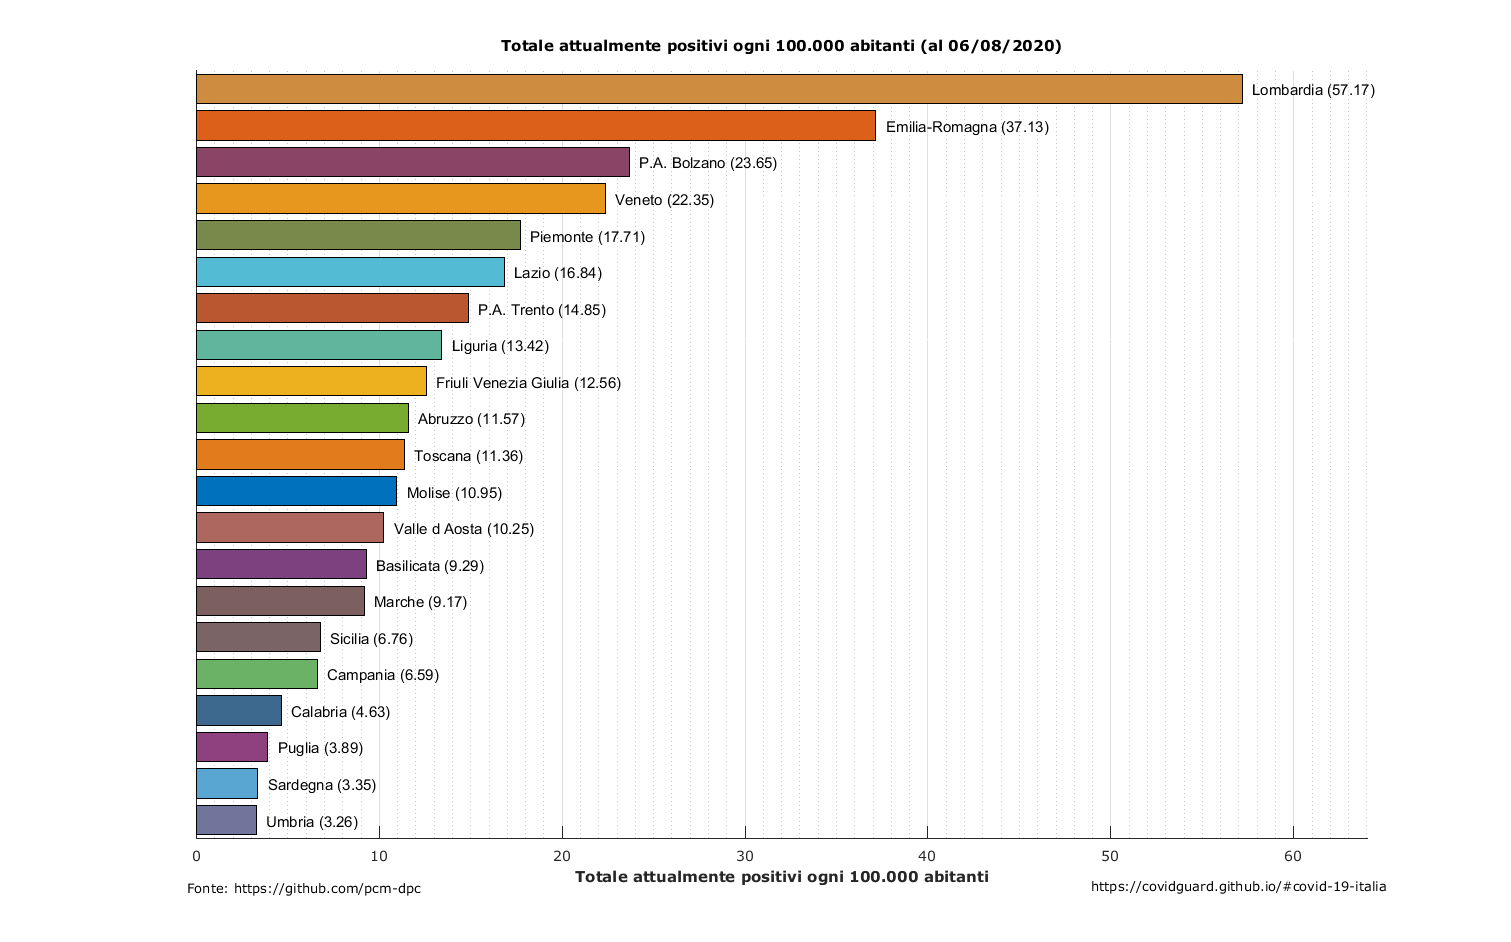 Totale attualmente positivi ogni 100.000 abitanti (al 06/08/2020)
Lombardia (57.17)
Emilia-Romagna (37.13)
P.A. Bolzano (23.65)
Veneto (22.35)
Piemonte (17.71)
Lazio (16.84)
P.A. Trento (14.85)
Liguria (13.42)
Friuli Venezia Giulia (12.56)
Abruzzo (11.57)
Toscana (11.36)
Molise (10.95)
Valle d Aosta (10.25)
Basilicata (9.29)
Marche (9.17)
Sicilia (6.76)
Campania (6.59)
Calabria (4.63)
Puglia (3.89)
Sardegna (3.35)
Umbria (3.26)
0 10 20 30 40 50 60
Totale attualmente positivi ogni 100.000 abitanti
Fonte: https://github.com/pcm-dpc
https://covidguard.github.io/#covid-19-italia